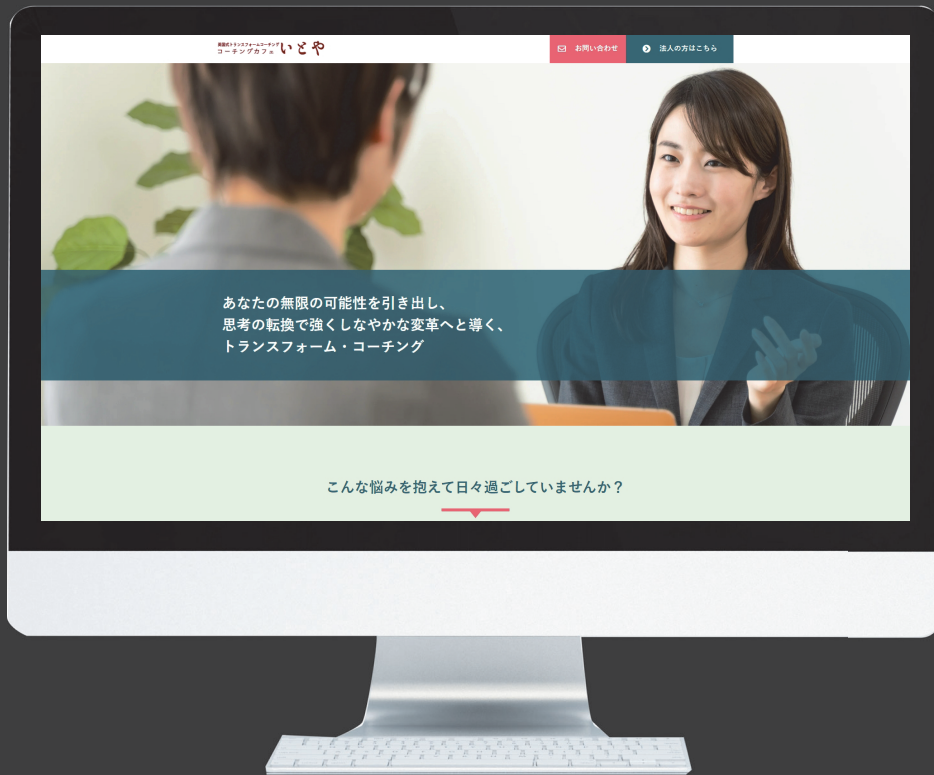 コーチングカフェ いとや
お問い合わせ
法人の方はこちら
あなたの無限の可能性を引き出し、
思考の転換で強くしなやかな変革へと導く、
トランスフォーム・コーチング
こんな悩みを抱えて日々過ごしていませんか?